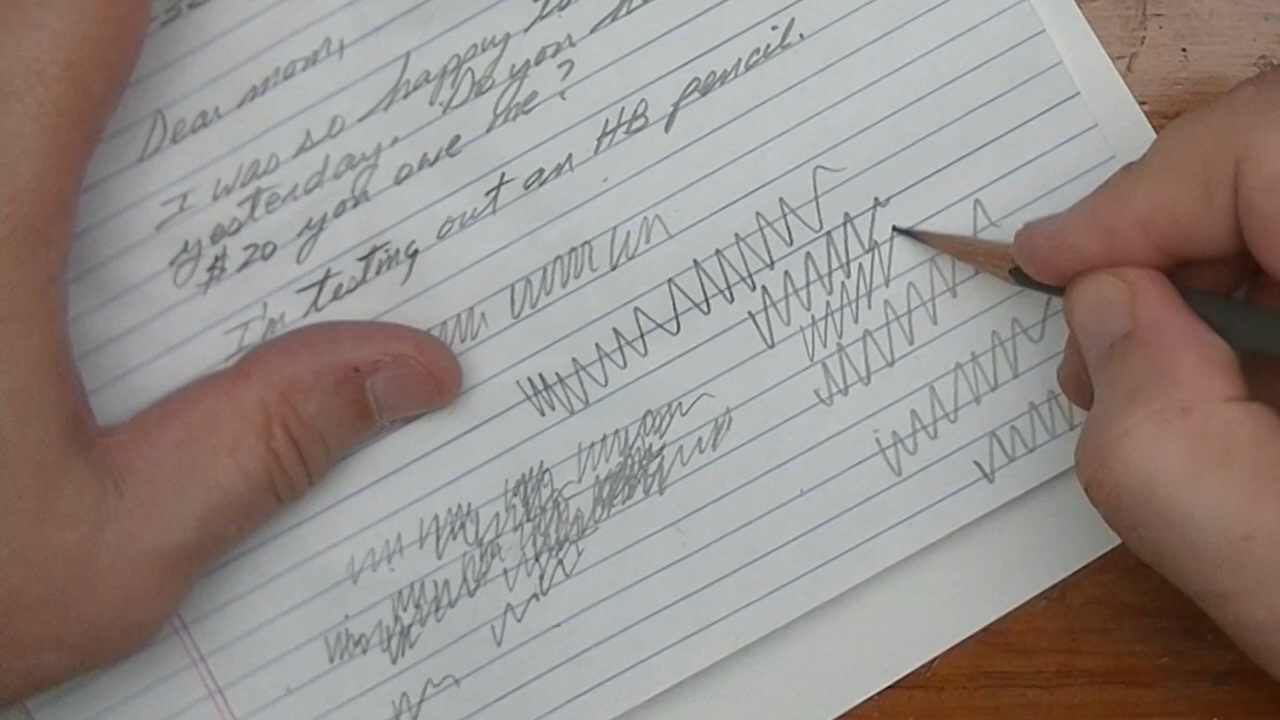 Dear mom,
I was so happy to
yesterday. Do you
$20 you owe me?
I'm testing out an HB pencil.